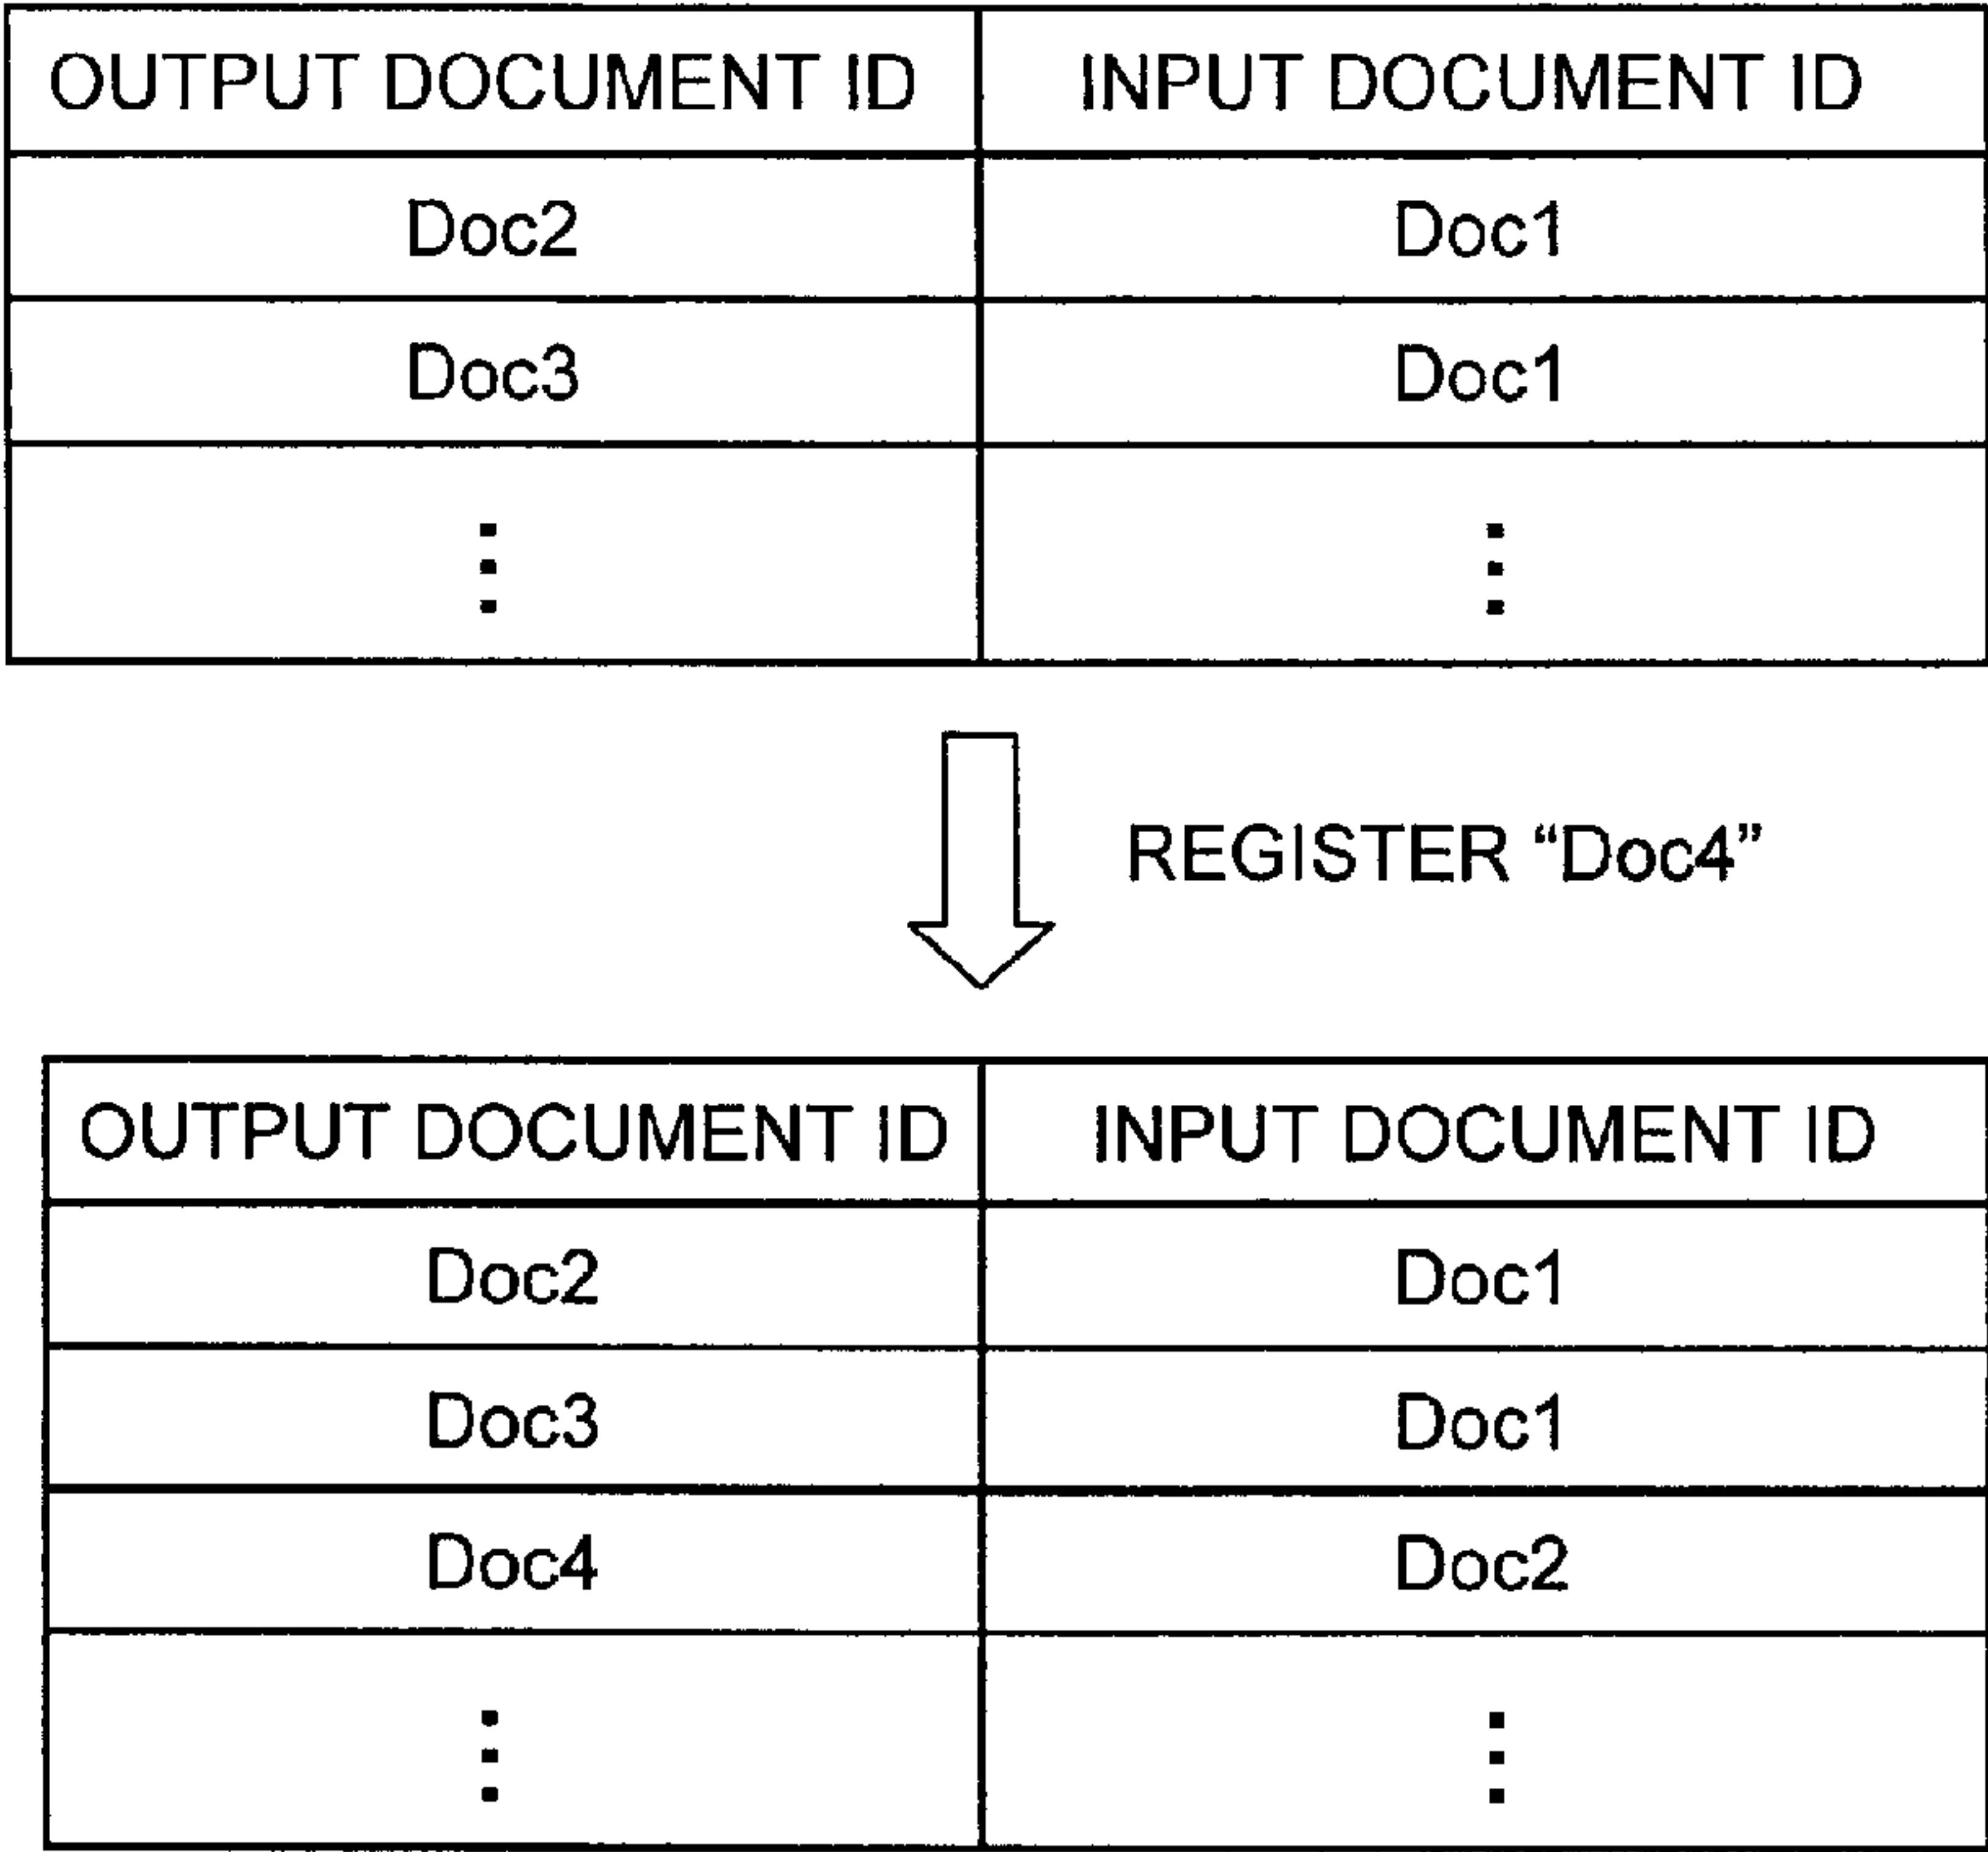 OUTPUT DOCUMENT ID INPUT DOCUMENT ID
Doc2 Doc1
Doc3 Doc1
⋮ ⋮
REGISTER “Doc4”
OUTPUT DOCUMENT ID INPUT DOCUMENT ID
Doc2 Doc1
Doc3 Doc1
Doc4 Doc2
⋮ ⋮